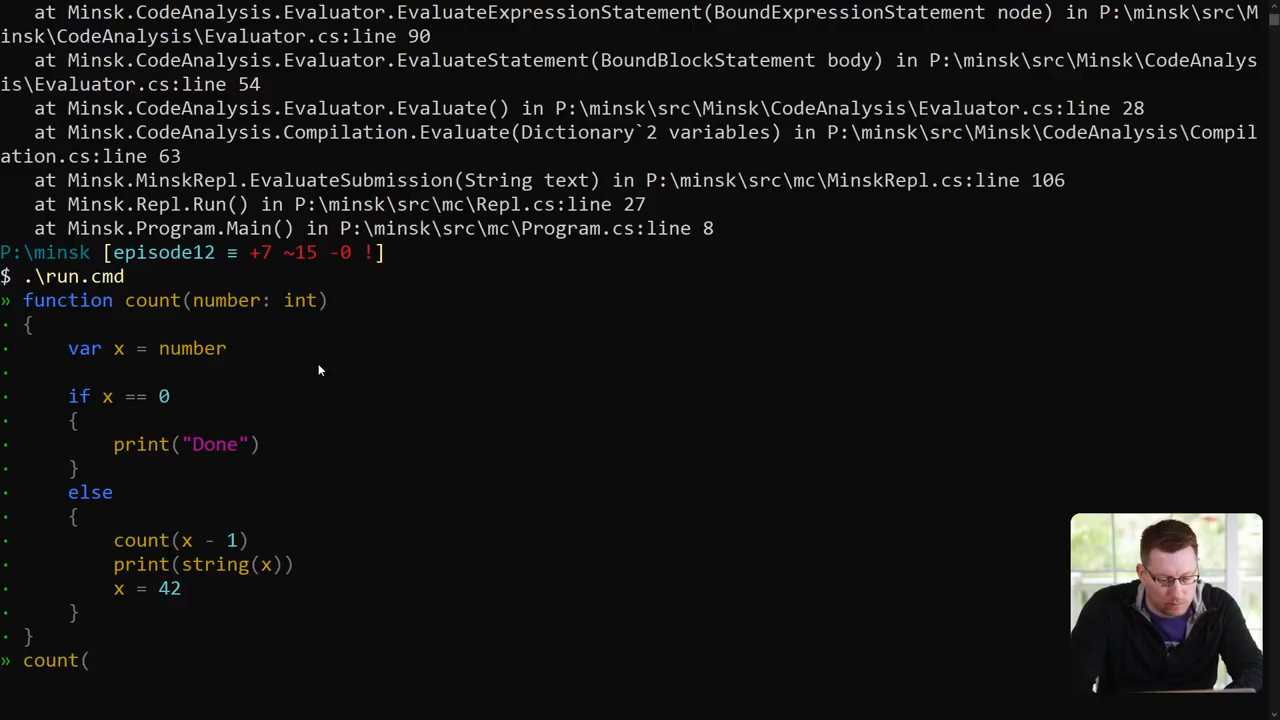 at Minsk.CodeAnalysis.Evaluator.EvaluateExpressionStatement(BoundExpressionStatement node) in P:\minsk\src\M
insk\CodeAnalysis\Evaluator.cs:line 90
   at Minsk.CodeAnalysis.Evaluator.EvaluateStatement(BoundBlockStatement body) in P:\minsk\src\Minsk\CodeAnalys
is\Evaluator.cs:line 54
   at Minsk.CodeAnalysis.Evaluator.Evaluate() in P:\minsk\src\Minsk\CodeAnalysis\Evaluator.cs:line 28
   at Minsk.CodeAnalysis.Compilation.Evaluate(Dictionary`2 variables) in P:\minsk\src\Minsk\CodeAnalysis\Compil
ation.cs:line 63
   at Minsk.MinskRepl.EvaluateSubmission(String text) in P:\minsk\src\mc\MinskRepl.cs:line 106
   at Minsk.Repl.Run() in P:\minsk\src\mc\Repl.cs:line 27
   at Minsk.Program.Main() in P:\minsk\src\mc\Program.cs:line 8
P:\minsk [episode12 ≡ +7 ~15 -0 !]
$ .\run.cmd
» function count(number: int)
· {
·     var x = number
·
·     if x == 0
·     {
·         print("Done")
·     }
·     else
·     {
·         count(x - 1)
·         print(string(x))
·         x = 42
·     }
· }
» count(